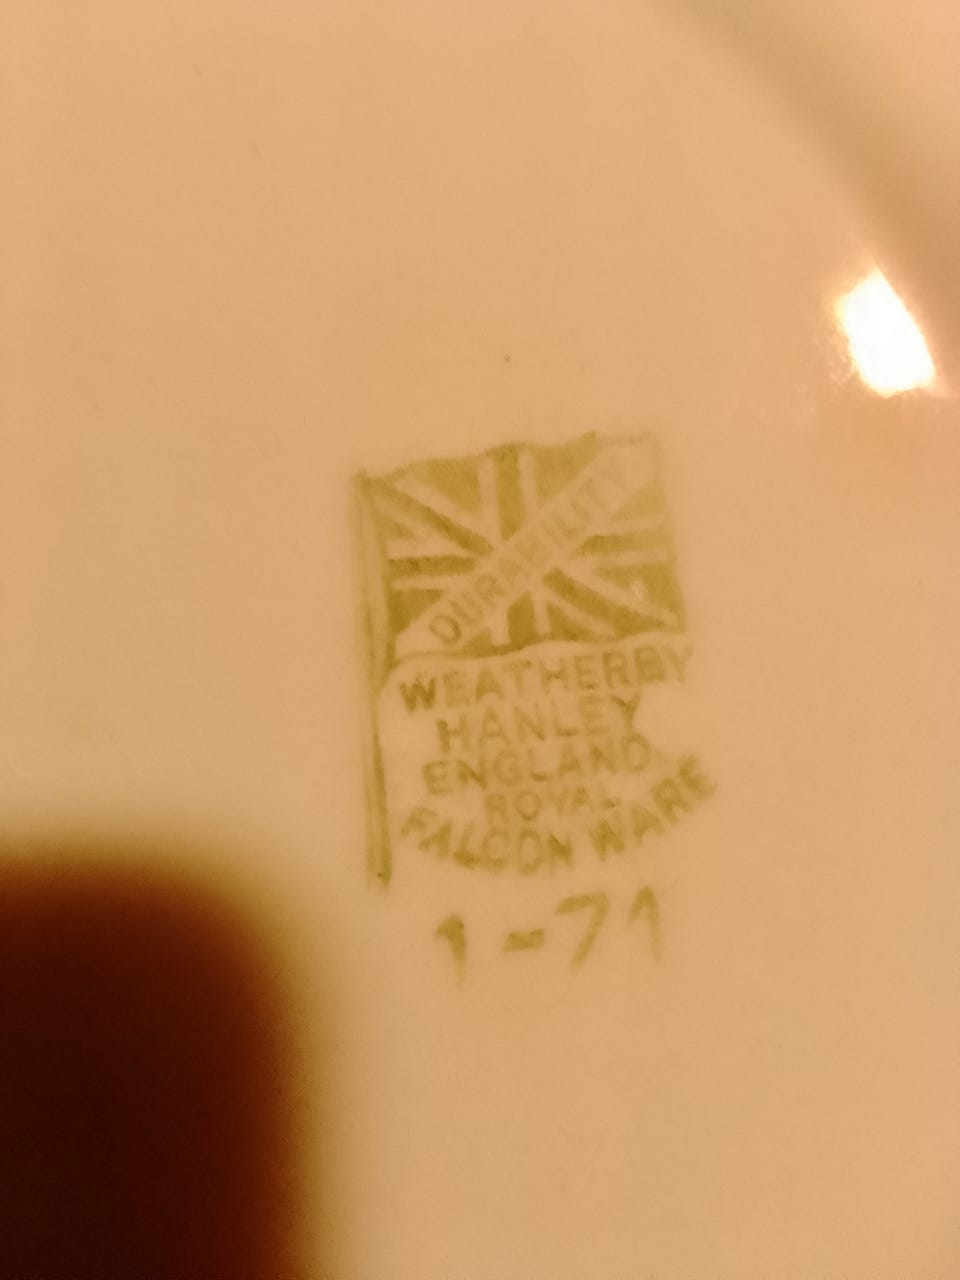 DURABILITY
WEATHERBY
HANLEY
ENGLAND
ROYAL
FALCON WARE
1-71